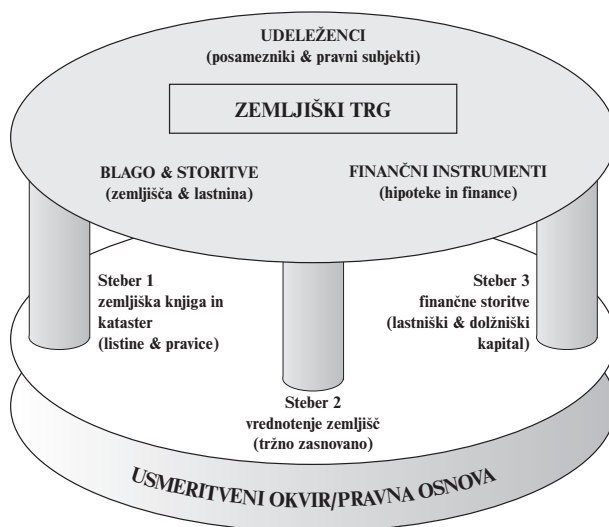 UDELEŽENCI
(posamezniki & pravni subjekti)
ZEMLJIŠKI TRG
BLAGO & STORITVE
(zemljišča & lastnina)
FINANČNI INSTRUMENTI
(hipoteke in finance)
Steber 1
zemljiška knjiga in
kataster
(listine & pravice)
Steber 2
vrednotenje zemljišč
(tržno zasnovano)
Steber 3
finančne storitve
(lastniški & dolžniški
kapital)
USMERITVENI OKVIR/PRAVNA OSNOVA